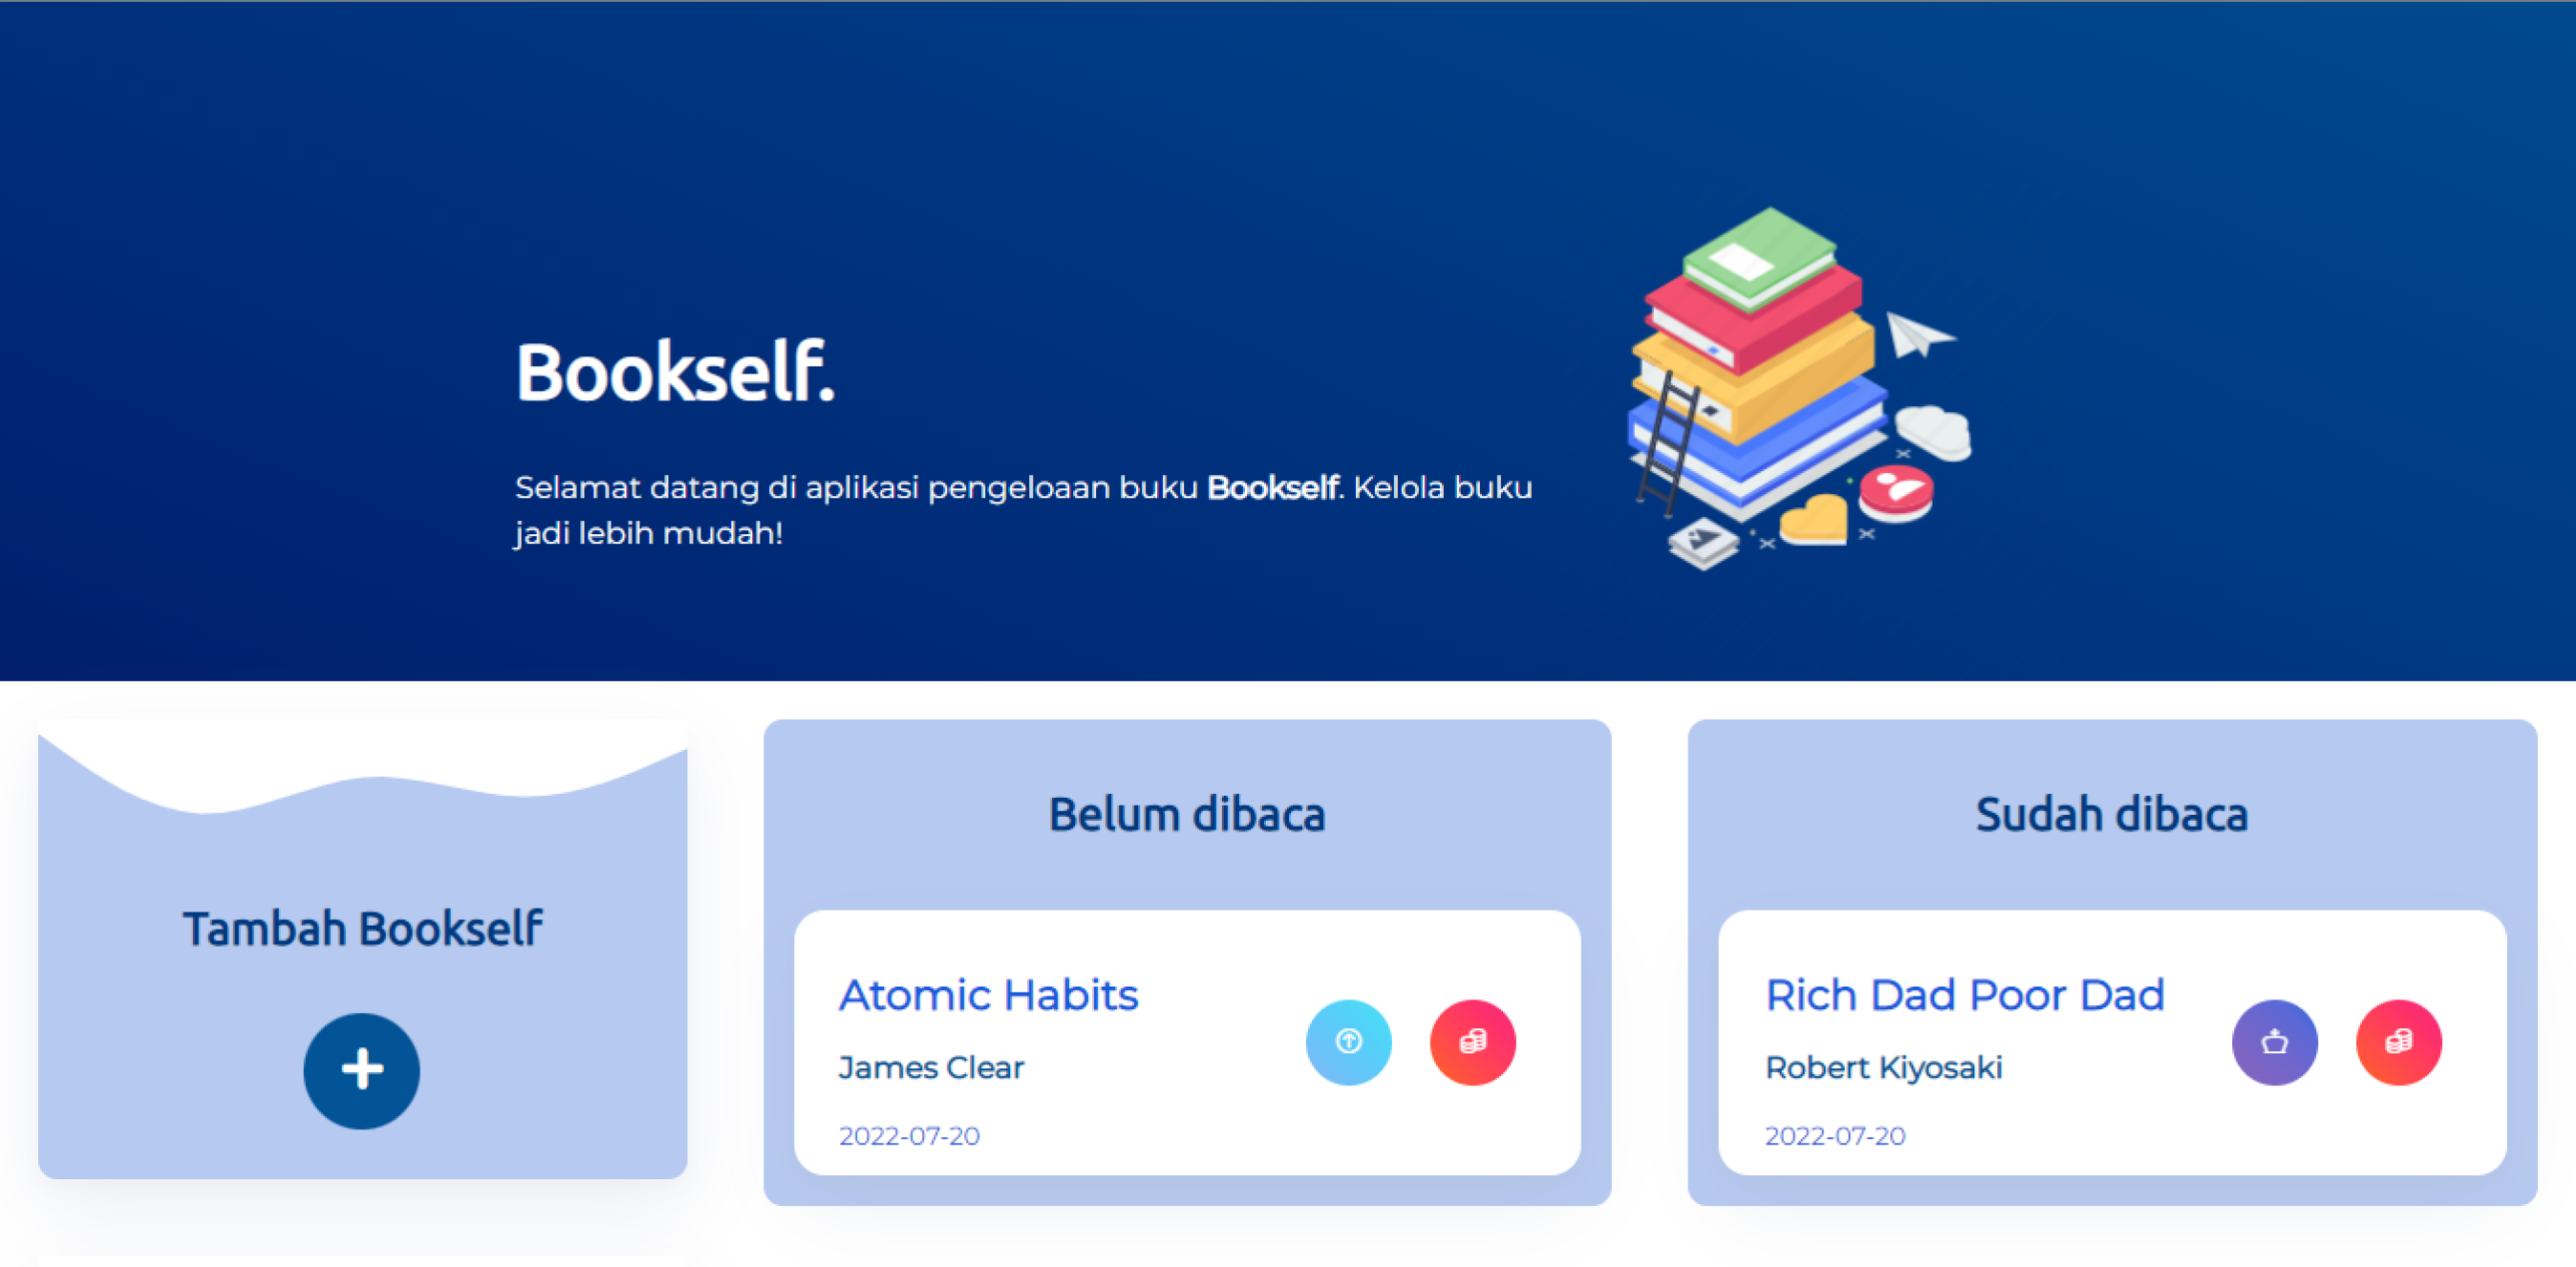 Bookself.
Selamat datang di aplikasi pengeloaan buku Bookself. Kelola buku
jadi lebih mudah!
Tambah Bookself
Belum dibaca
Atomic Habits
James Clear
2022-07-20
Sudah dibaca
Rich Dad Poor Dad
Robert Kiyosaki
2022-07-20